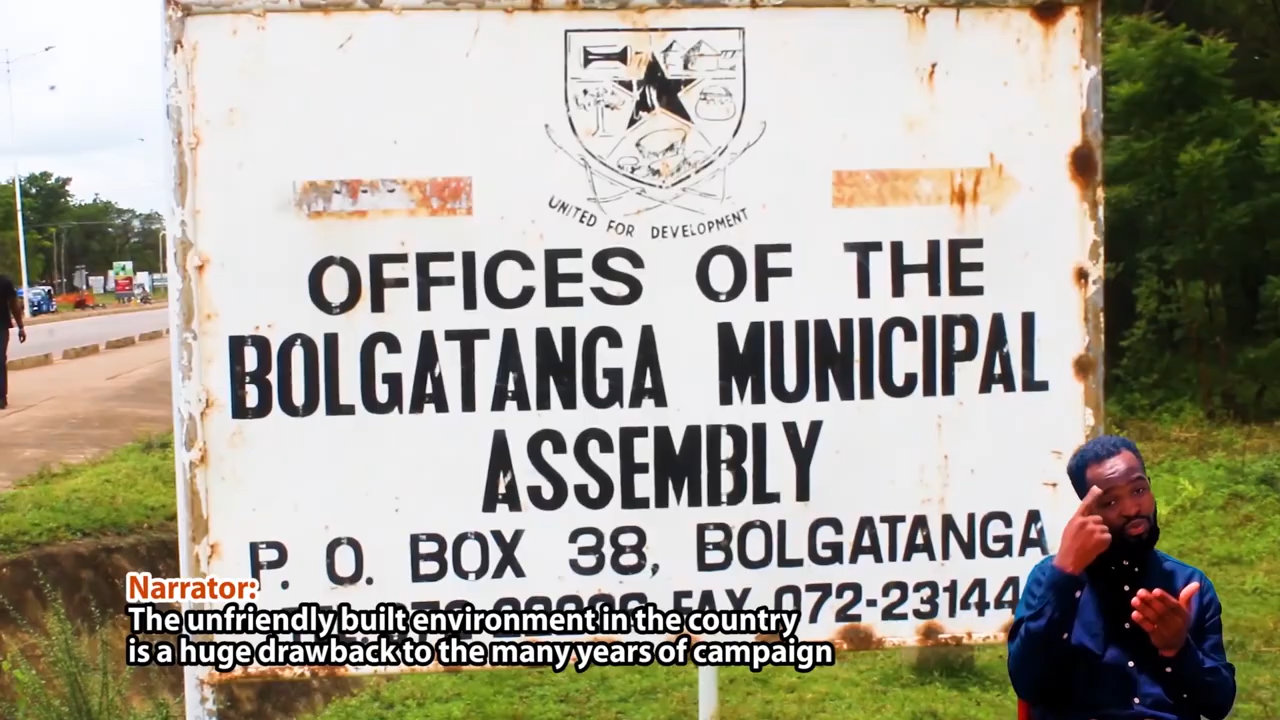 UNITED FOR DEVELOPMENT
OFFICES OF THE
BOLGATANGA MUNICIPAL
ASSEMBLY
P. O. BOX 38, BOLGATANGA
FAX 072-23144
Narrator:
The unfriendly built environment in the country
is a huge drawback to the many years of campaign